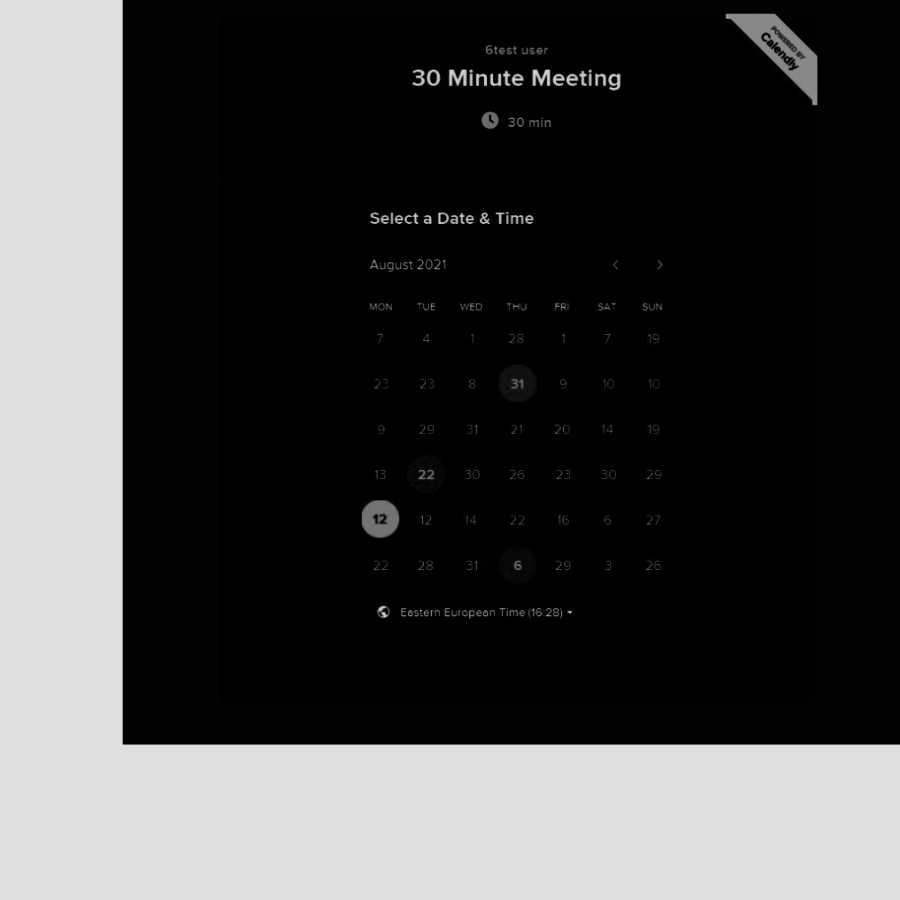 6test user
POWERED BY
Calendly
30 Minute Meeting
30 min
Select a Date & Time
August 2021
MON TUE WED THU FRI SAT SUN
7 4 1 28 1 7 19
23 23 8 31 9 10 10
9 29 31 21 20 14 19
13 22 30 26 23 30 29
12 12 14 22 16 6 27
22 28 31 6 29 3 26
Eastern European Time (16:28)